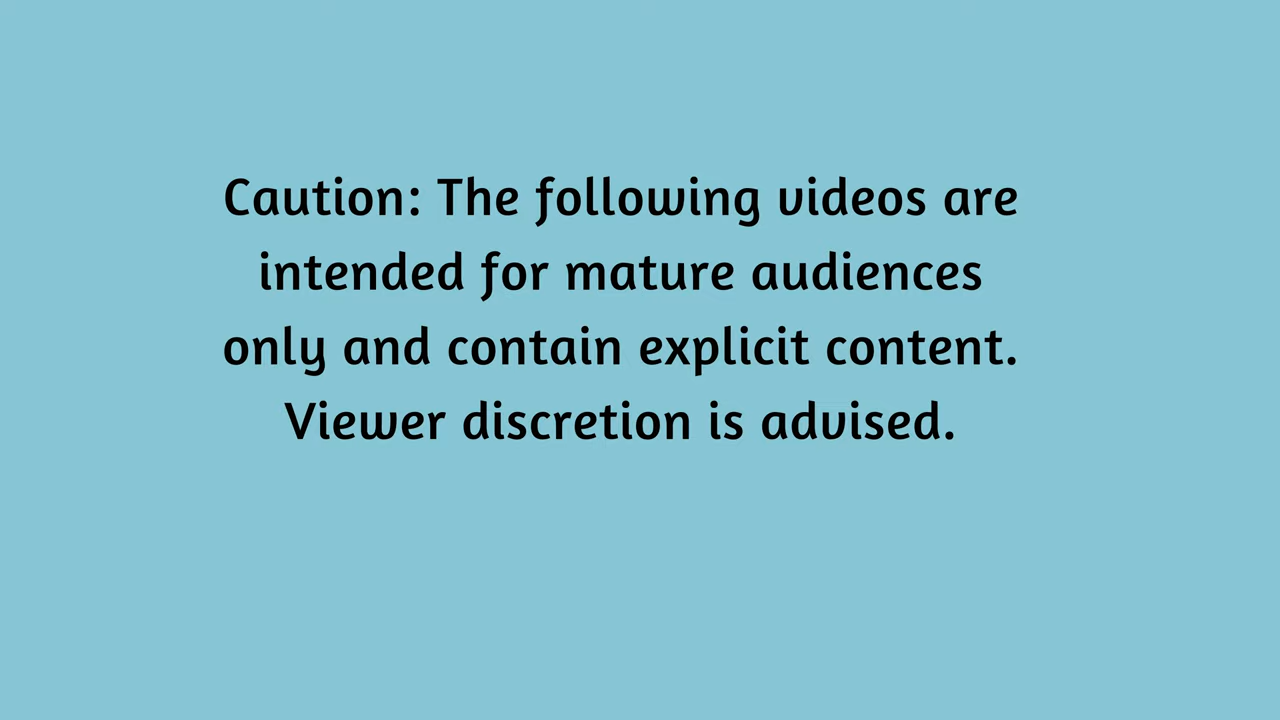 Caution: The following videos are
intended for mature audiences
only and contain explicit content.
Viewer discretion is advised.